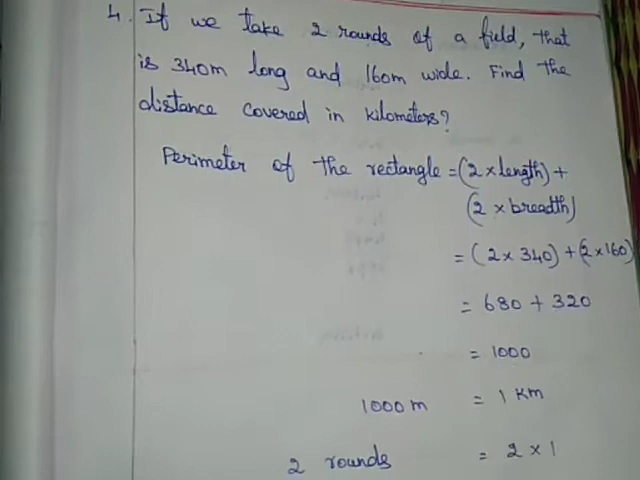 4. If we take 2 rounds of a field, that
is 340m long and 160m wide. Find the
distance covered in kilometers?
Perimeter of the rectangle = (2 x length) +
(2 x breadth)
= (2 x 340) + (2 x 160)
= 680 + 320
= 1000
1000 m = 1 Km
2 rounds = 2 x 1